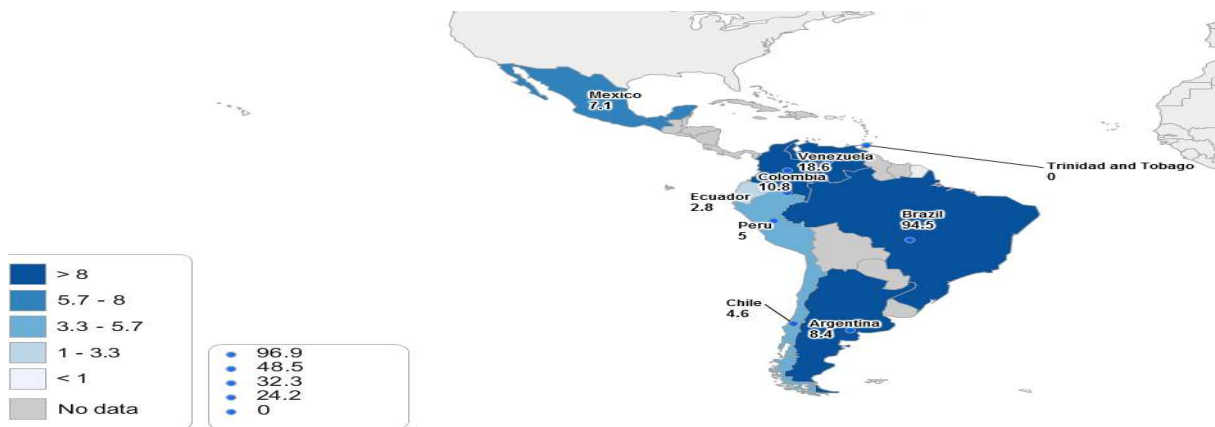 Mexico
7.1
Venezuela
18.6
Colombia
10.8
Trinidad and Tobago
0
Ecuador
2.8
Brazil
94.5
Peru
5
Chile
4.6
Argentina
8.4
> 8
5.7 - 8
3.3 - 5.7
1 - 3.3
< 1
No data
96.9
48.5
32.3
24.2
0